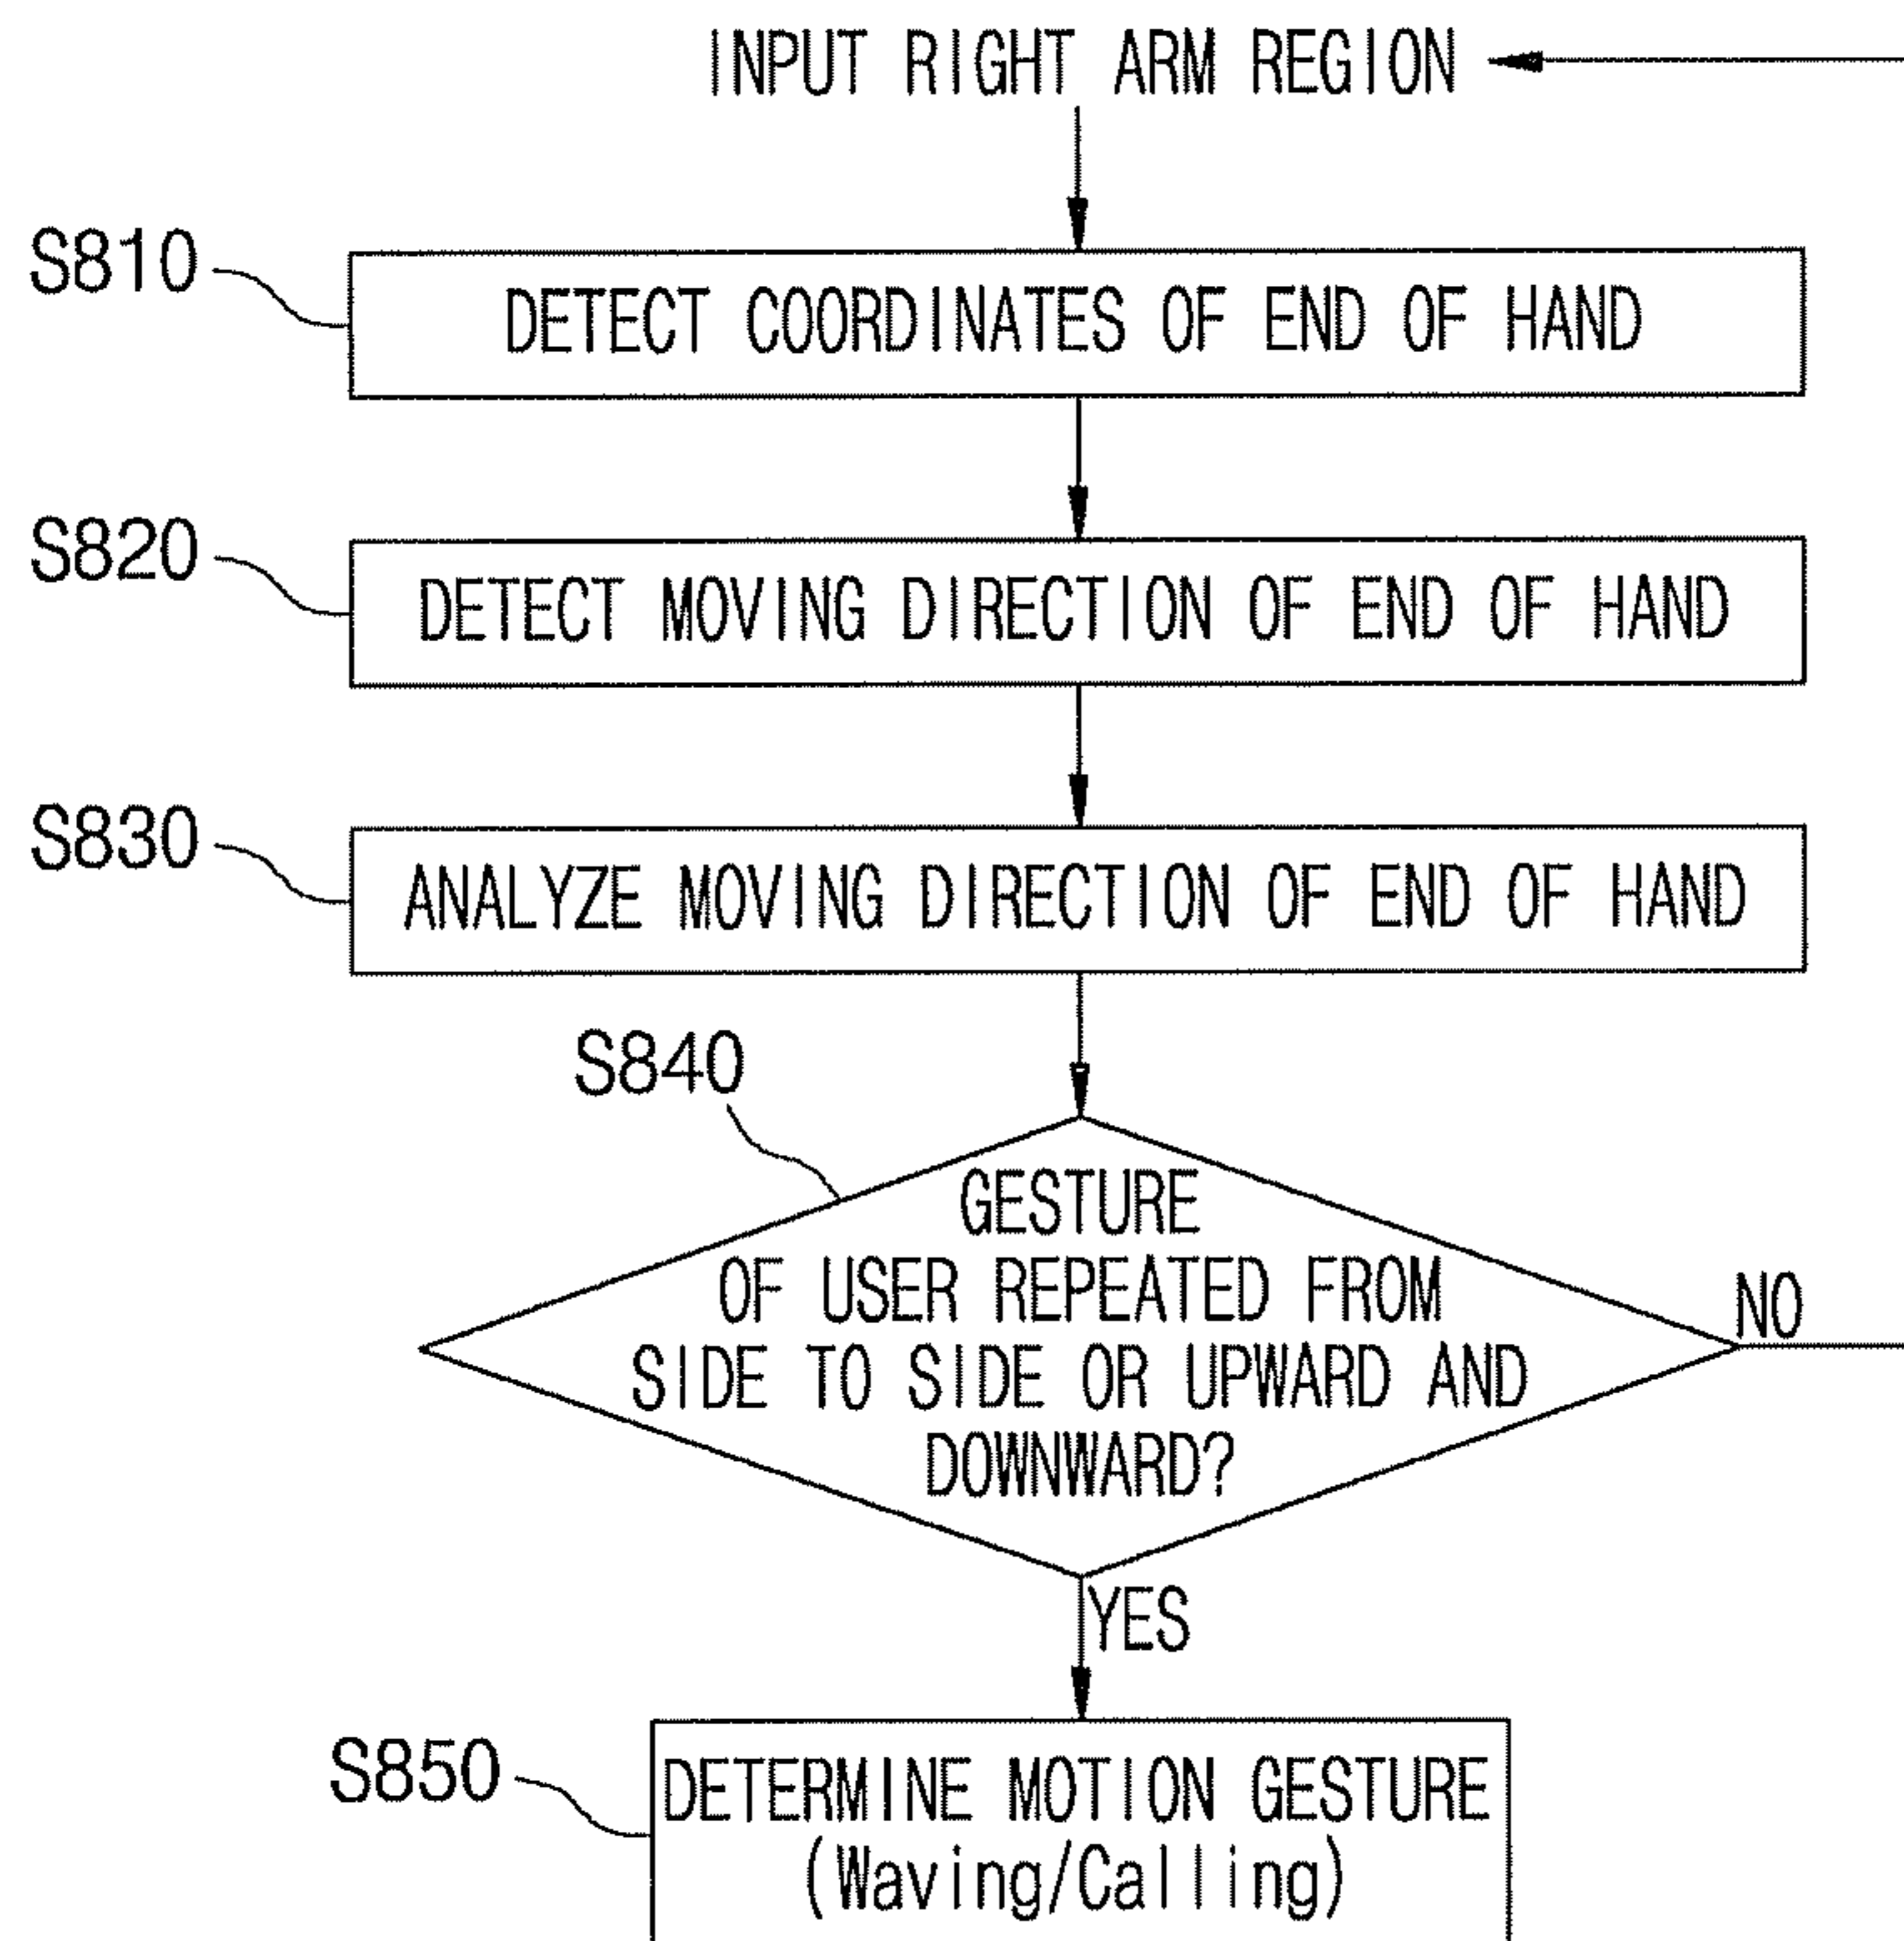 INPUT RIGHT ARM REGION
S810
DETECT COORDINATES OF END OF HAND
S820
DETECT MOVING DIRECTION OF END OF HAND
S830
ANALYZE MOVING DIRECTION OF END OF HAND
S840
GESTURE
OF USER REPEATED FROM
SIDE TO SIDE OR UPWARD AND
DOWNWARD?
NO
YES
S850
DETERMINE MOTION GESTURE
(Waving/Calling)